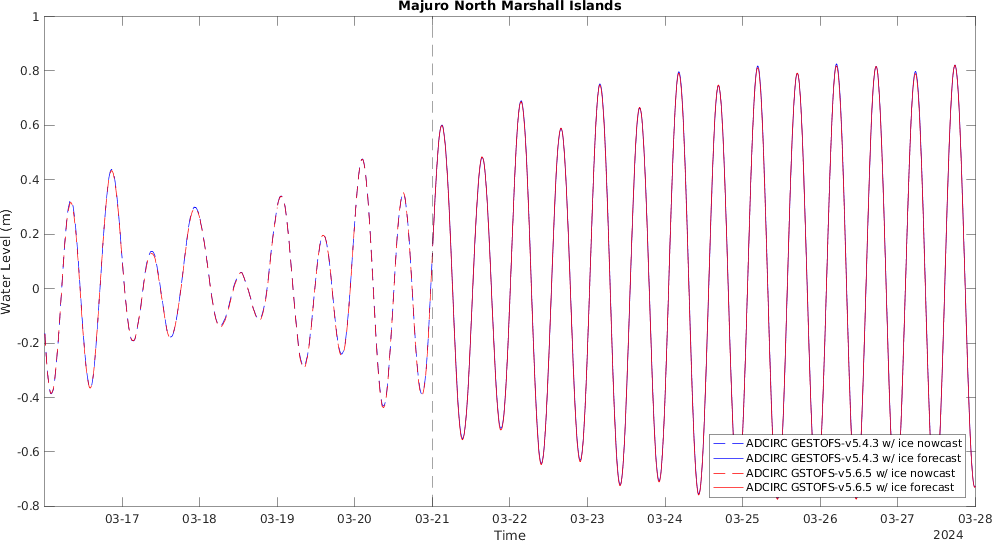 Majuro North Marshall Islands
1
0.8
0.6
0.4
0.2
0
-0.2
-0.4
-0.6
-0.8
Water Level (m)
ADCIRC GESTOFS-v5.4.3 w/ ice nowcast
ADCIRC GESTOFS-v5.4.3 w/ ice forecast
ADCIRC GSTOFS-v5.6.5 w/ ice nowcast
ADCIRC GSTOFS-v5.6.5 w/ ice forecast
03-17 03-18 03-19 03-20 03-21 03-22 03-23 03-24 03-25 03-26 03-27 03-28
Time
2024